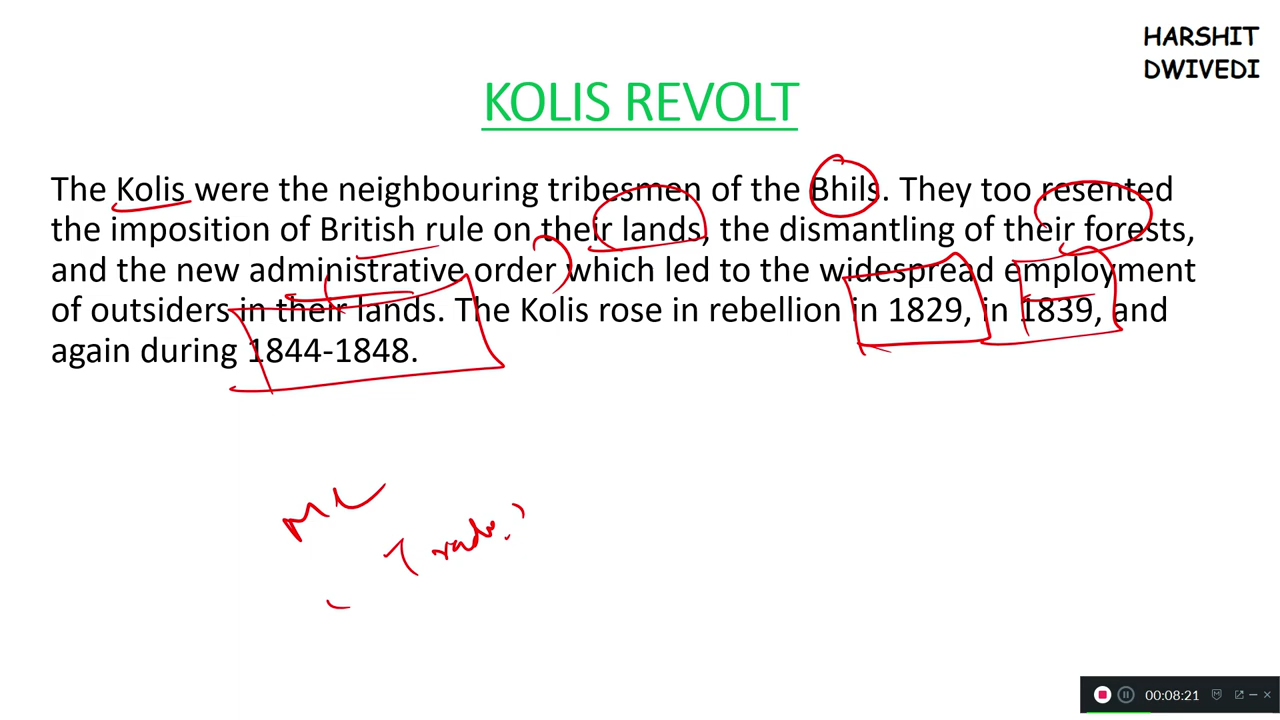 HARSHIT
DWIVEDI
KOLIS REVOLT
The Kolis were the neighbouring tribesmen of the Bhils. They too resented
the imposition of British rule on their lands, the dismantling of their forests,
and the new administrative order which led to the widespread employment
of outsiders in their lands. The Kolis rose in rebellion in 1829, in 1839, and
again during 1844-1848.
ML
Trade
00:08:21